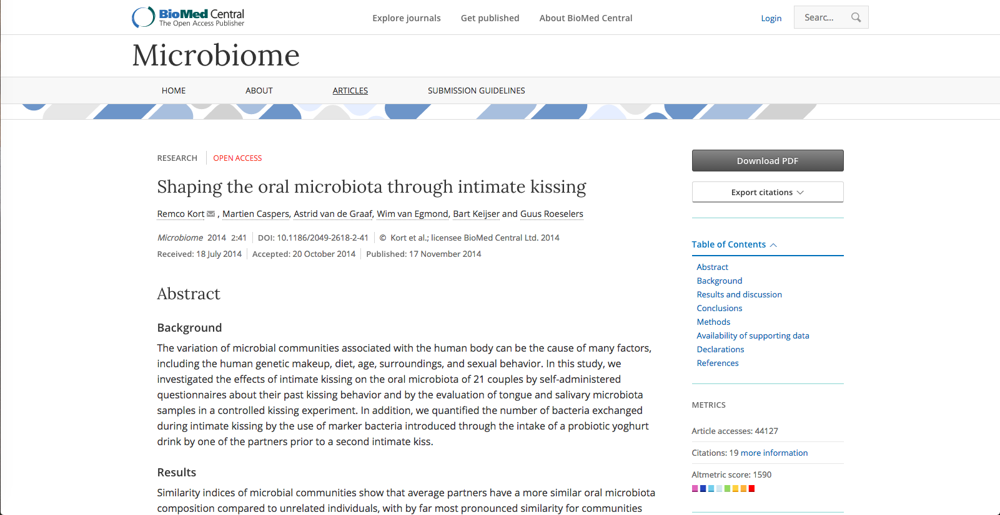 BioMed Central
The Open Access Publisher
Explore journals
Get published
About BioMed Central
Login
Searc...
Microbiome
HOME
ABOUT
ARTICLES
SUBMISSION GUIDELINES
RESEARCH
OPEN ACCESS
Shaping the oral microbiota through intimate kissing
Remco Kort , Martien Caspers, Astrid van de Graaf, Wim van Egmond, Bart Keijser and Guus Roeselers
Microbiome 2014 2:41 DOI: 10.1186/2049-2618-2-41 © Kort et al.; licensee BioMed Central Ltd. 2014
Received: 18 July 2014 Accepted: 20 October 2014 Published: 17 November 2014
Abstract
Background
The variation of microbial communities associated with the human body can be the cause of many factors,
including the human genetic makeup, diet, age, surroundings, and sexual behavior. In this study, we
investigated the effects of intimate kissing on the oral microbiota of 21 couples by self-administered
questionnaires about their past kissing behavior and by the evaluation of tongue and salivary microbiota
samples in a controlled kissing experiment. In addition, we quantified the number of bacteria exchanged
during intimate kissing by the use of marker bacteria introduced through the intake of a probiotic yoghurt
drink by one of the partners prior to a second intimate kiss.
Results
Similarity indices of microbial communities show that average partners have a more similar oral microbiota
composition compared to unrelated individuals, with by far most pronounced similarity for communities
Download PDF
Export citations
Table of Contents
Abstract
Background
Results and discussion
Conclusions
Methods
Availability of supporting data
Declarations
References
METRICS
Article accesses: 44127
Citations: 19 more information
Altmetric score: 1590